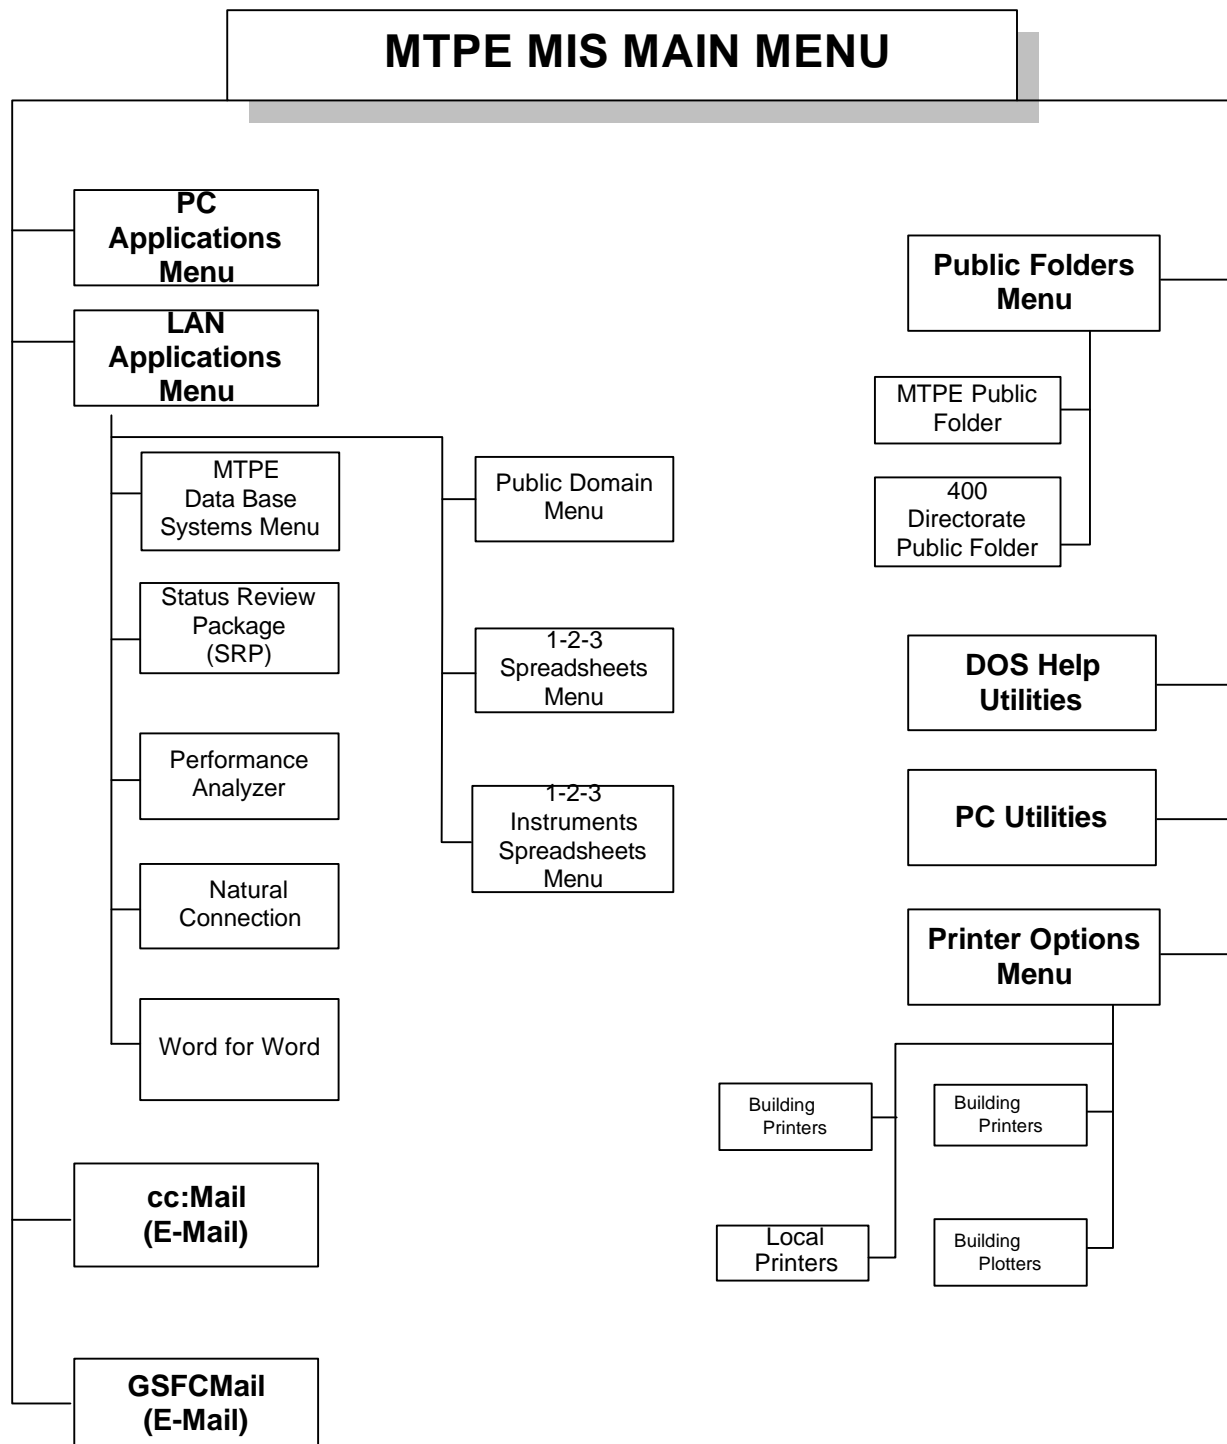 MTPE MIS MAIN MENU
PC
Applications
Menu
LAN
Applications
Menu
MTPE
Data Base
Systems Menu
Status Review
Package
(SRP)
Performance
Analyzer
Natural
Connection
Word for Word
Public Domain
Menu
1-2-3
Spreadsheets
Menu
1-2-3
Instruments
Spreadsheets
Menu
cc:Mail
(E-Mail)
GSFCMail
(E-Mail)
Public Folders
Menu
MTPE Public
Folder
400
Directorate
Public Folder
DOS Help
Utilities
PC Utilities
Printer Options
Menu
Building
Printers
Local
Printers
Building
Printers
Building
Plotters